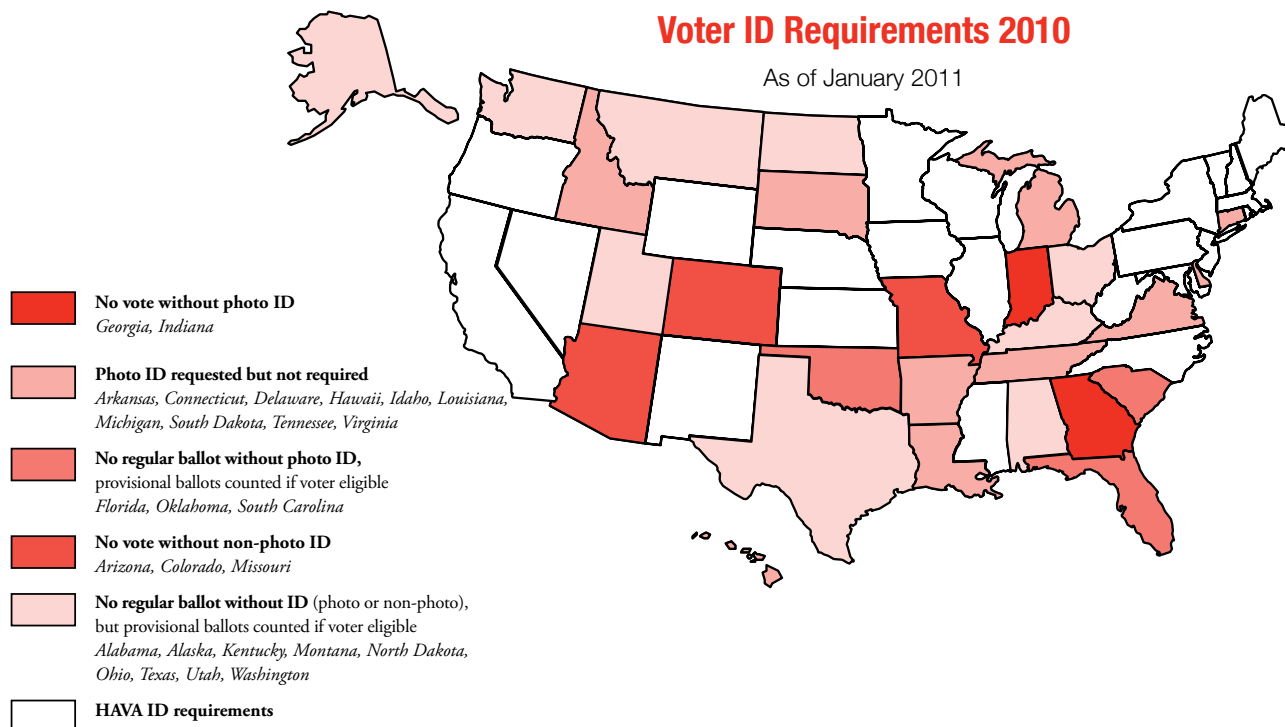 Voter ID Requirements 2010
As of January 2011
No vote without photo ID
Georgia, Indiana
Photo ID requested but not required
Arkansas, Connecticut, Delaware, Hawaii, Idaho, Louisiana,
Michigan, South Dakota, Tennessee, Virginia
No regular ballot without photo ID,
provisional ballots counted if voter eligible
Florida, Oklahoma, South Carolina
No vote without non-photo ID
Arizona, Colorado, Missouri
No regular ballot without ID (photo or non-photo),
but provisional ballots counted if voter eligible
Alabama, Alaska, Kentucky, Montana, North Dakota,
Ohio, Texas, Utah, Washington
HAVA ID requirements